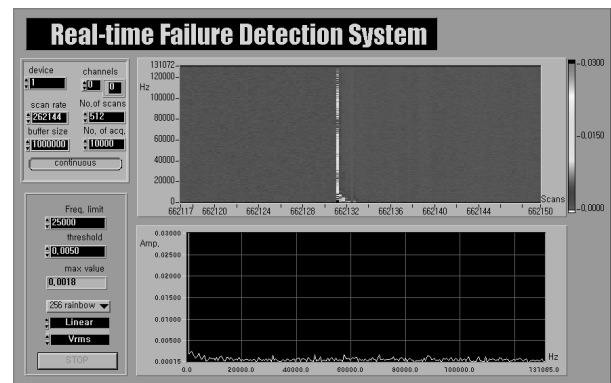 Real-time Failure Detection System
device channels
1 0 0
scan rate No.of scans
262144 512
buffer size No. of acq.
1000000 10000
continuous
Freq. limit
25000
threshold
0,0050
max value
0,0018
256 rainbow
Linear
Vrms
STOP
131072
Hz
120000
100000
80000
60000
40000
20000
0
662117 662120 662124 662128 662132 662136 662140 662144 662150
Scans
0,0300
0,0150
0,0000
Amp.
0.03000
0.02500
0.02000
0.01500
0.01000
0.00500
0.00015
0.0 20000.0 40000.0 60000.0 80000.0 100000.0 131085.0
Hz